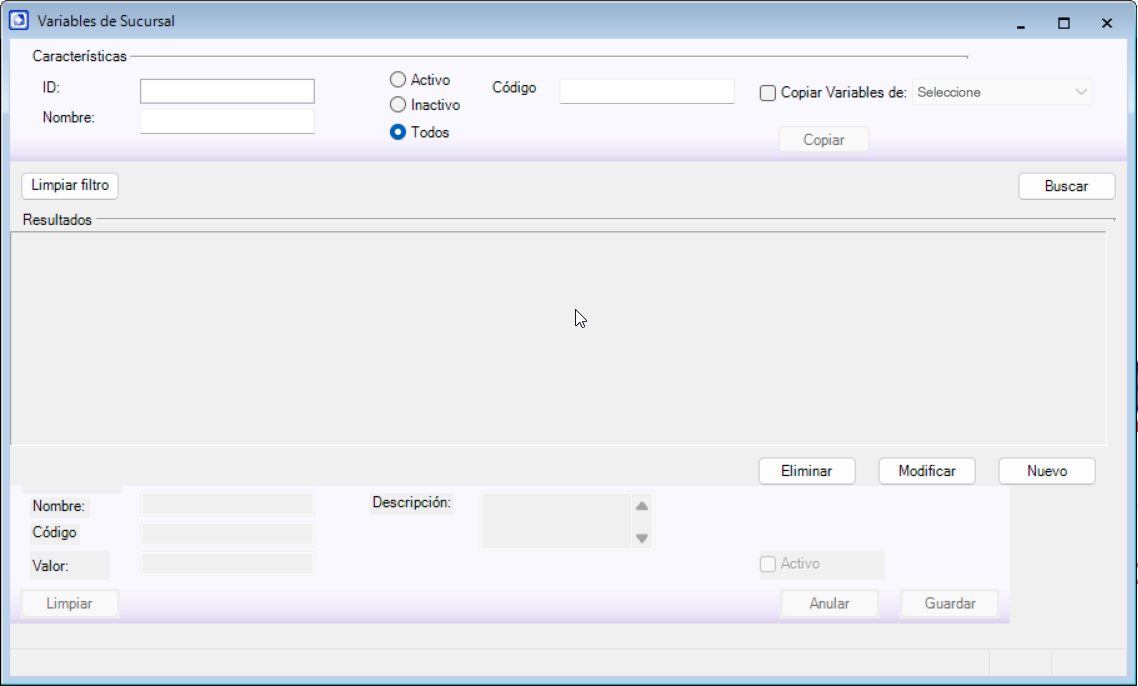 Variables de Sucursal
Características
ID:
Nombre:
Activo
Inactivo
Todos
Código
Copiar Variables de:
Seleccione
Copiar
Limpiar filtro
Buscar
Resultados
Eliminar
Modificar
Nuevo
Nombre:
Descripción:
Código
Valor:
Activo
Limpiar
Anular
Guardar